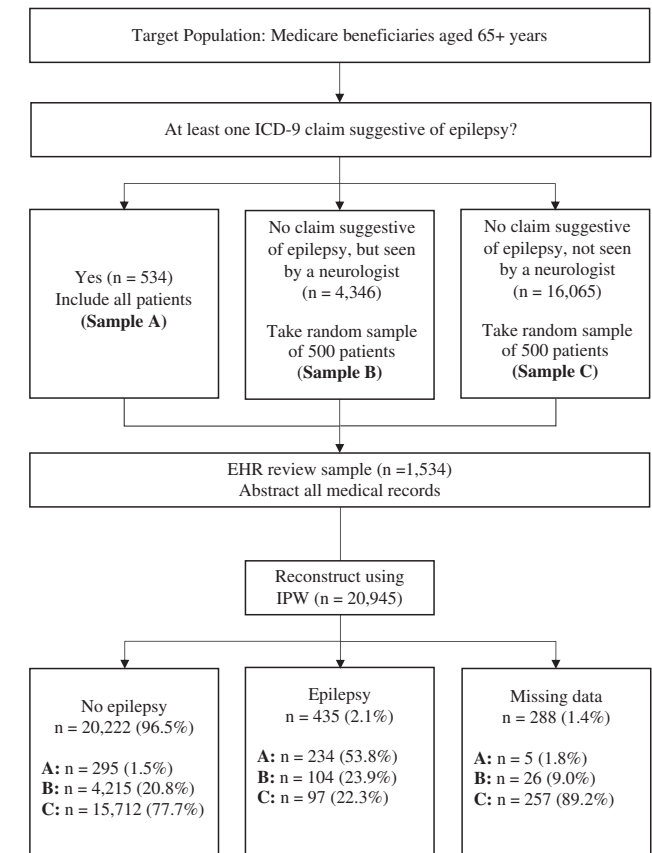 Target Population: Medicare beneficiaries aged 65+ years
At least one ICD-9 claim suggestive of epilepsy?
Yes (n = 534)
Include all patients
(Sample A)
No claim suggestive
of epilepsy, but seen
by a neurologist
(n = 4,346)
Take random sample
of 500 patients
(Sample B)
No claim suggestive
of epilepsy, not seen
by a neurologist
(n = 16,065)
Take random sample
of 500 patients
(Sample C)
EHR review sample (n =1,534)
Abstract all medical records
Reconstruct using
IPW (n = 20,945)
No epilepsy
n = 20,222 (96.5%)
A: n = 295 (1.5%)
B: n = 4,215 (20.8%)
C: n = 15,712 (77.7%)
Epilepsy
n = 435 (2.1%)
A: n = 234 (53.8%)
B: n = 104 (23.9%)
C: n = 97 (22.3%)
Missing data
n = 288 (1.4%)
A: n = 5 (1.8%)
B: n = 26 (9.0%)
C: n = 257 (89.2%)